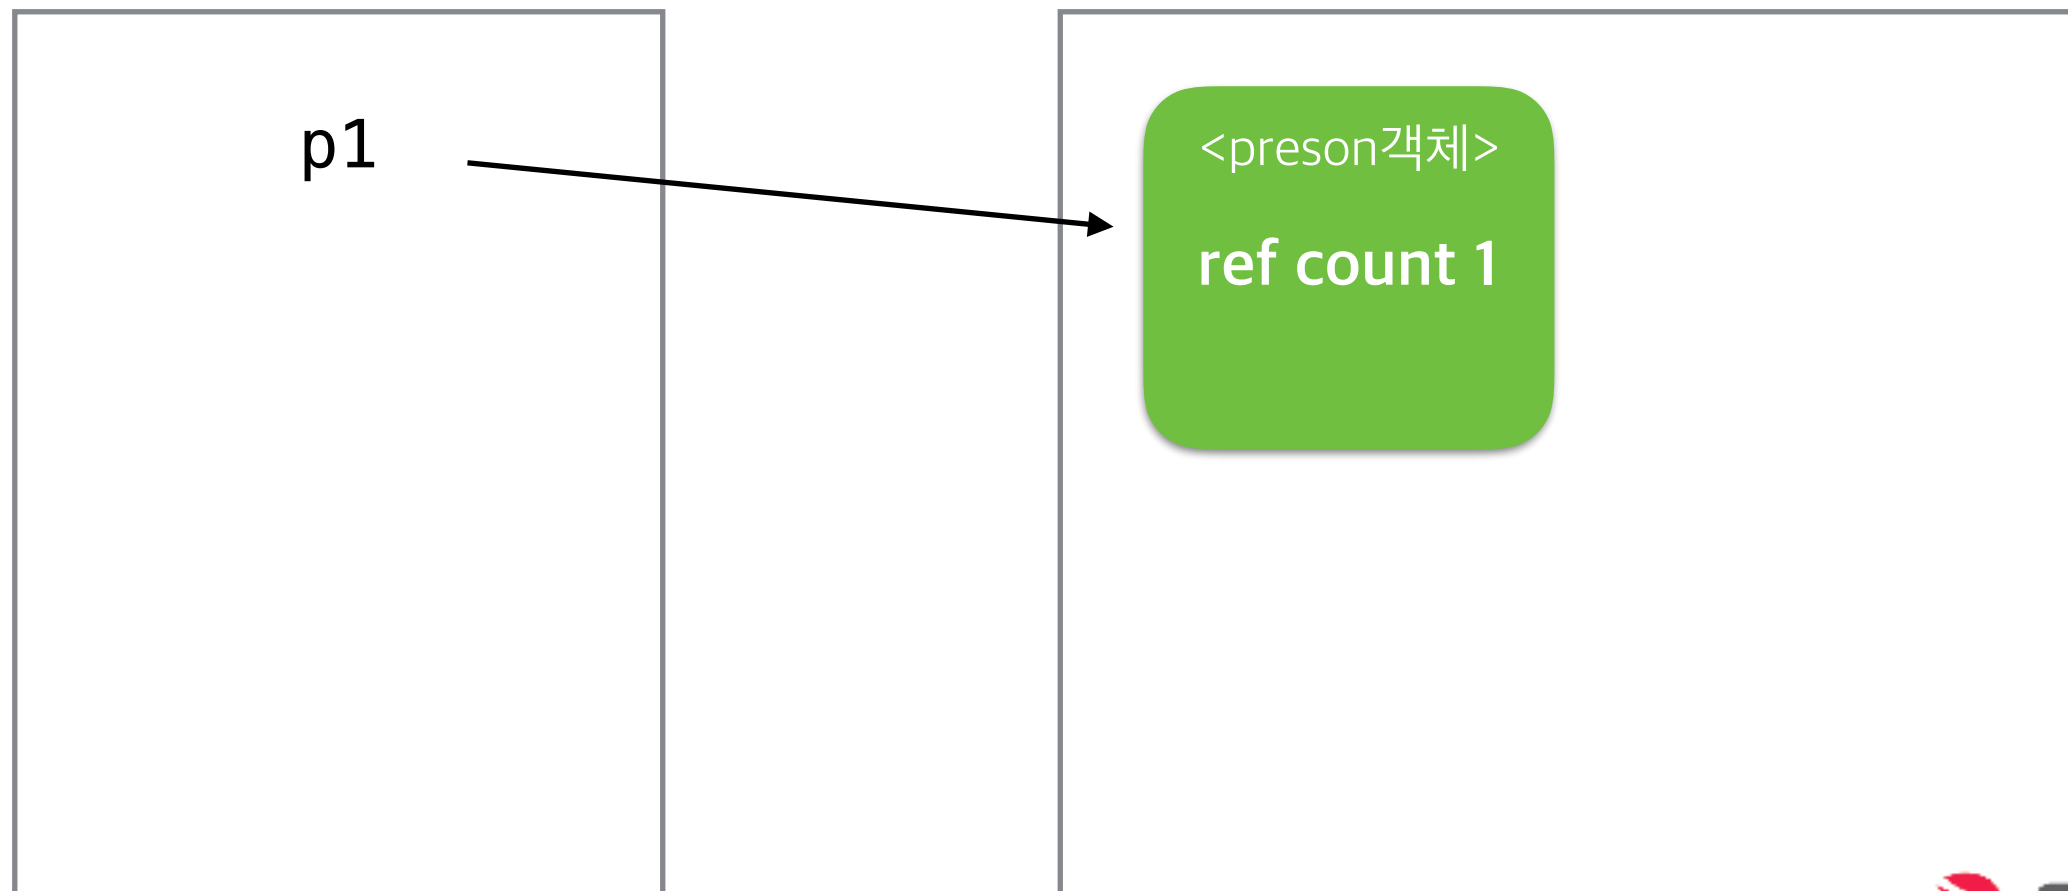 p1
<preson객체>
ref count 1